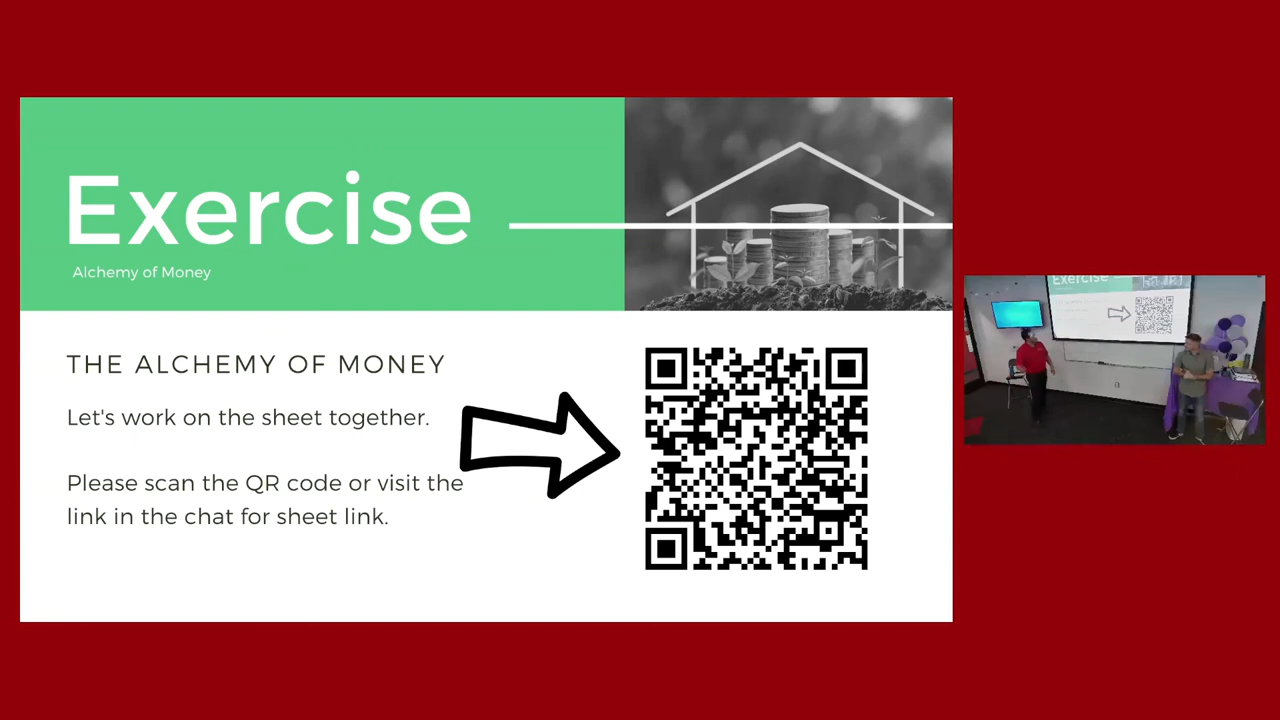 Exercise
Alchemy of Money
THE ALCHEMY OF MONEY
Let's work on the sheet together.
Please scan the QR code or visit the
link in the chat for sheet link.
Exercise